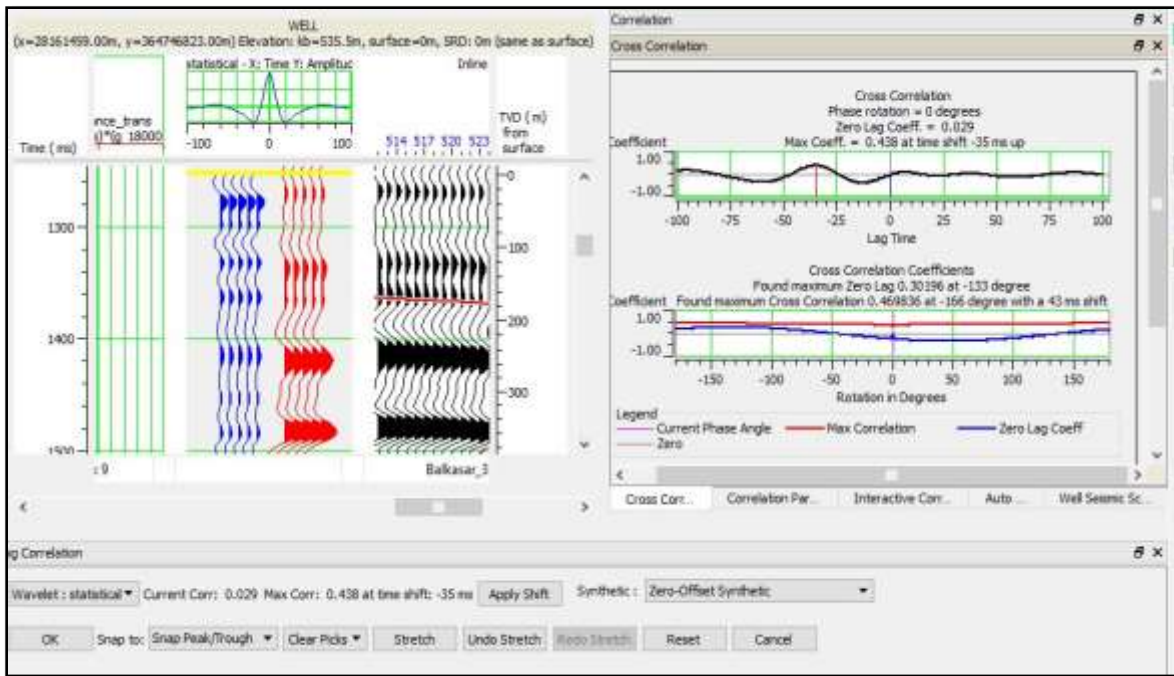 WELL
(x=28161499.00m, y=364746823.00m) Elevation: kb=535.5m, surface=0m, SRD: 0m (same as surface)
statistical - X: Time Y: Amplituc
Inline
nce_trans
)*(g 18000
Time (ms)
-100 0 100
514 517 520 523
TVD (m)
from
surface
1300
1400
1500
0
-100
-200
-300
: 9
Balkasar_3
Correlation
Cross Correlation
Cross Correlation
Phase rotation = 0 degrees
Zero Lag Coeff. = 0.029
Max Coeff. = 0.438 at time shift -35 ms up
oefficient
1.00
-1.00
-100 -75 -50 -25 0 25 50 75 100
Lag Time
Cross Correlation Coefficients
Found maximum Zero Lag 0.30196 at -133 degree
oefficient Found maximum Cross Correlation 0.469836 at -166 degree with a 43 ms shift
1.00
-1.00
-150 -100 -50 0 50 100 150
Rotation in Degrees
Legend
Current Phase Angle Max Correlation Zero Lag Coeff
Zero
Cross Corr... Correlation Par... Interactive Corr... Auto ... Well Seismic Sc...
g Correlation
Wavelet : statistical Current Corr: 0.029 Max Corr: 0.438 at time shift: -35 ms Apply Shift Synthetic : Zero-Offset Synthetic
OK Snap to: Snap Peak/Trough Clear Picks Stretch Undo Stretch Redo Stretch Reset Cancel